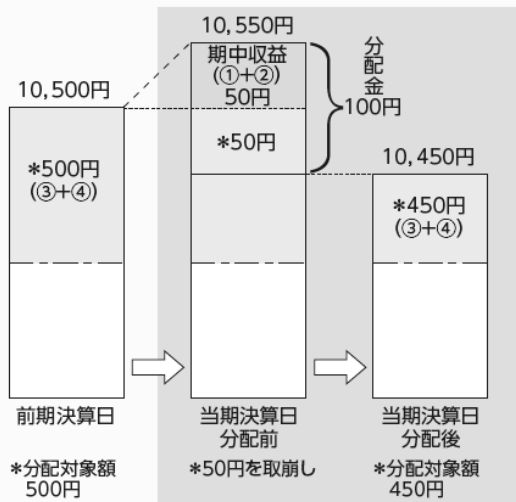 10,500円
*500円
(③+④)
前期決算日
*分配対象額
500円
10,550円
期中収益
(①+②)
50円
*50円
分配金
100円
当期決算日
分配前
*50円を取崩し
10,450円
*450円
(③+④)
当期決算日
分配後
*分配対象額
450円